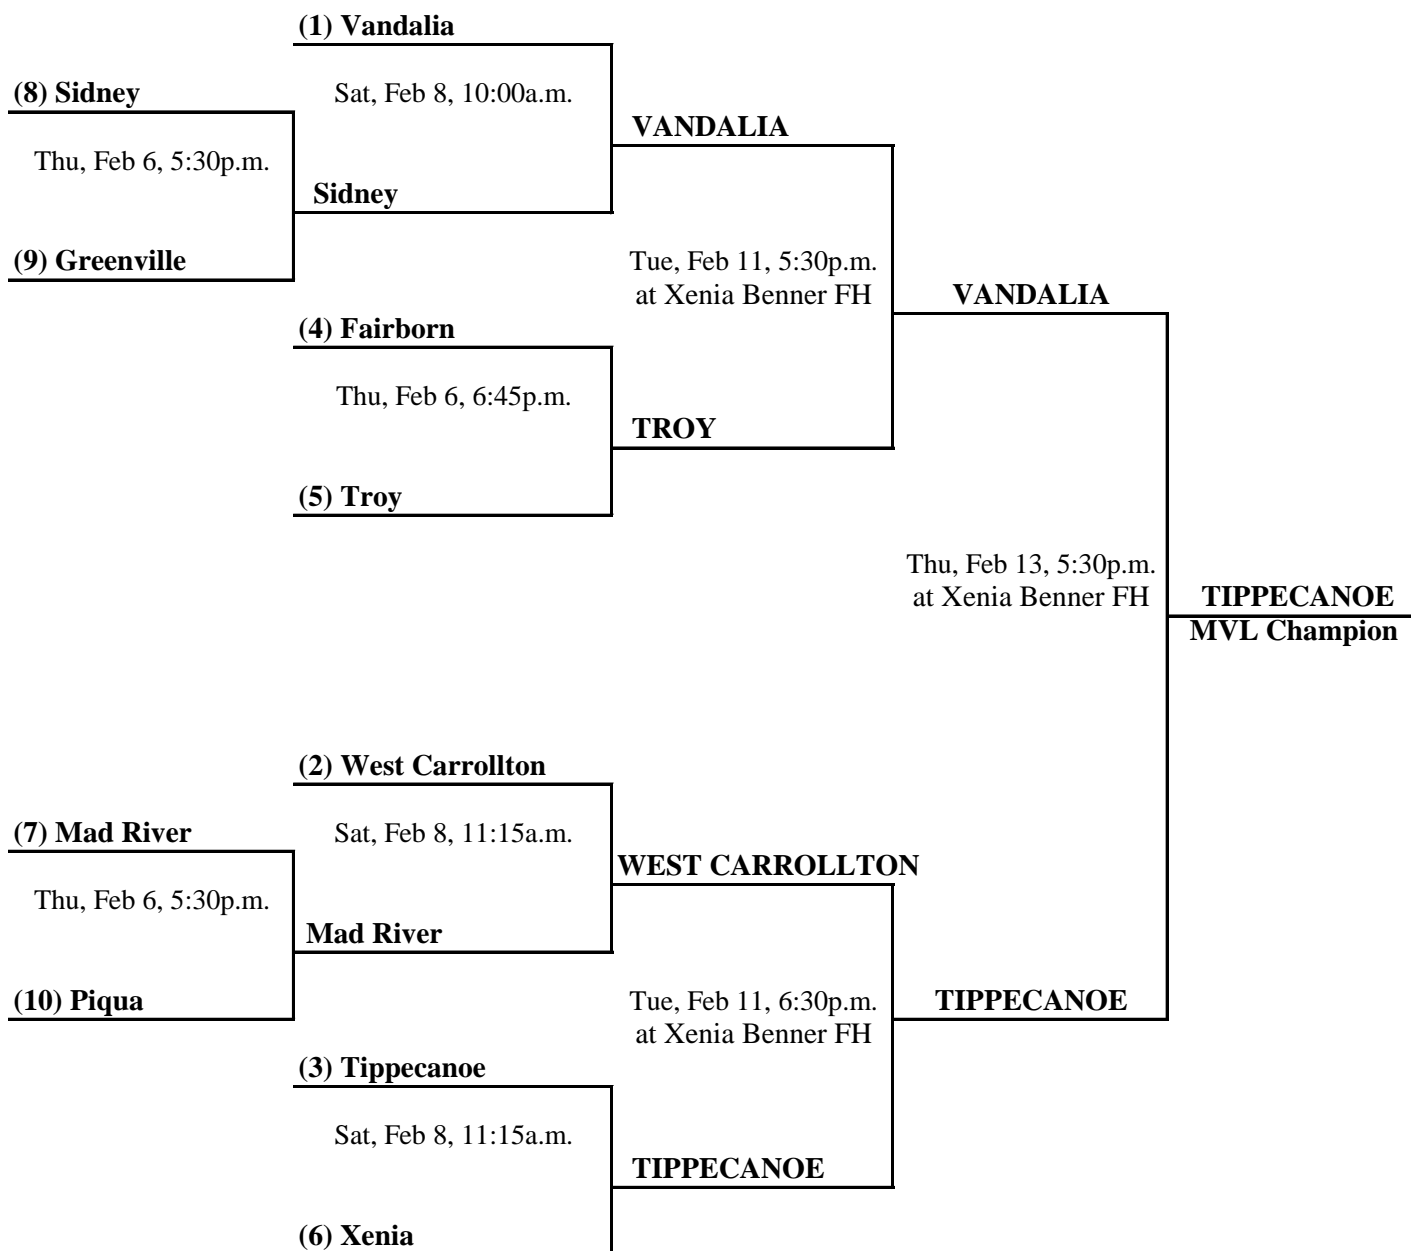 (1) Vandalia
(8) Sidney
Sat, Feb 8, 10:00a.m.
VANDALIA
Thu, Feb 6, 5:30p.m.
Sidney
(9) Greenville
Tue, Feb 11, 5:30p.m.
at Xenia Benner FH
VANDALIA
(4) Fairborn
Thu, Feb 6, 6:45p.m.
TROY
(5) Troy
Thu, Feb 13, 5:30p.m.
at Xenia Benner FH
TIPPECANOE
MVL Champion
(2) West Carrollton
(7) Mad River
Sat, Feb 8, 11:15a.m.
WEST CARROLLTON
Thu, Feb 6, 5:30p.m.
Mad River
(10) Piqua
Tue, Feb 11, 6:30p.m.
at Xenia Benner FH
TIPPECANOE
(3) Tippecanoe
Sat, Feb 8, 11:15a.m.
TIPPECANOE
(6) Xenia